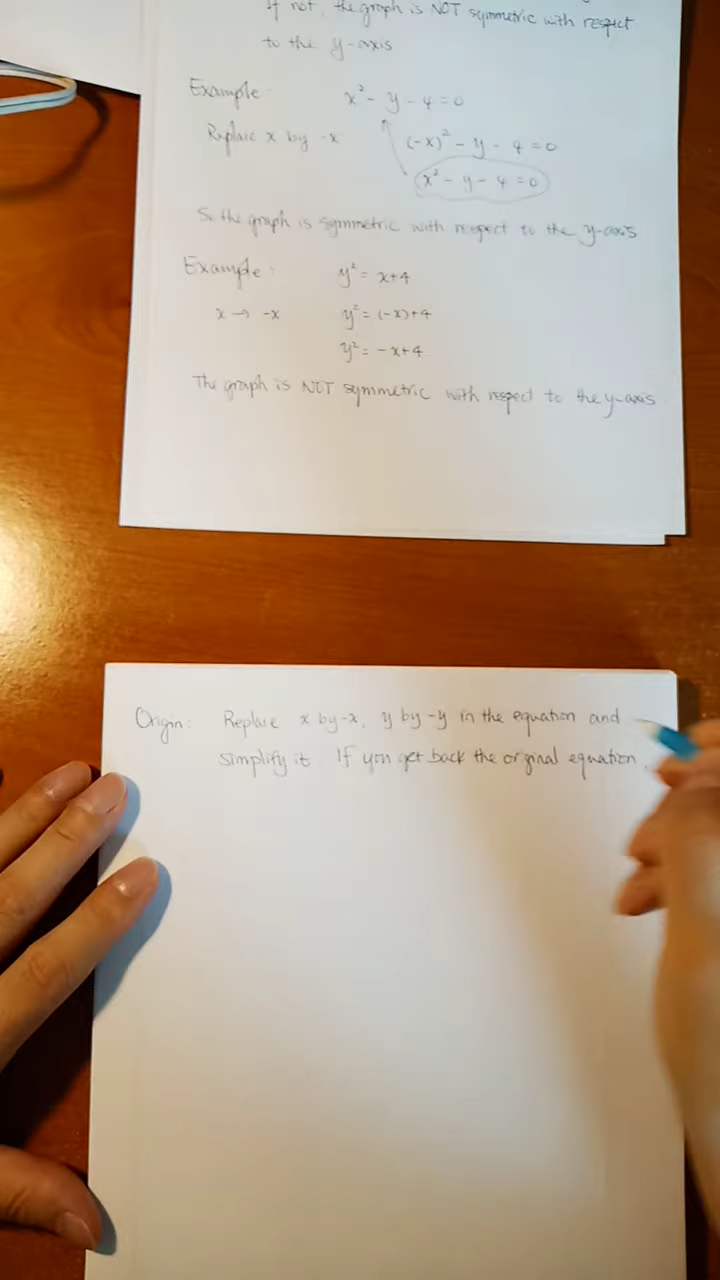 If not, the graph is NOT symmetric with respect
to the y-axis
Example: x² - y - 4 = 0
Replace x by -x (-x)² - y - 4 = 0
x² - y - 4 = 0
So the graph is symmetric with respect to the y-axis
Example: y² = x+4
x → -x y² = (-x)+4
y² = -x+4
The graph is NOT symmetric with respect to the y-axis
Origin: Replace x by -x, y by -y in the equation and
simplify it. If you get back the original equation,